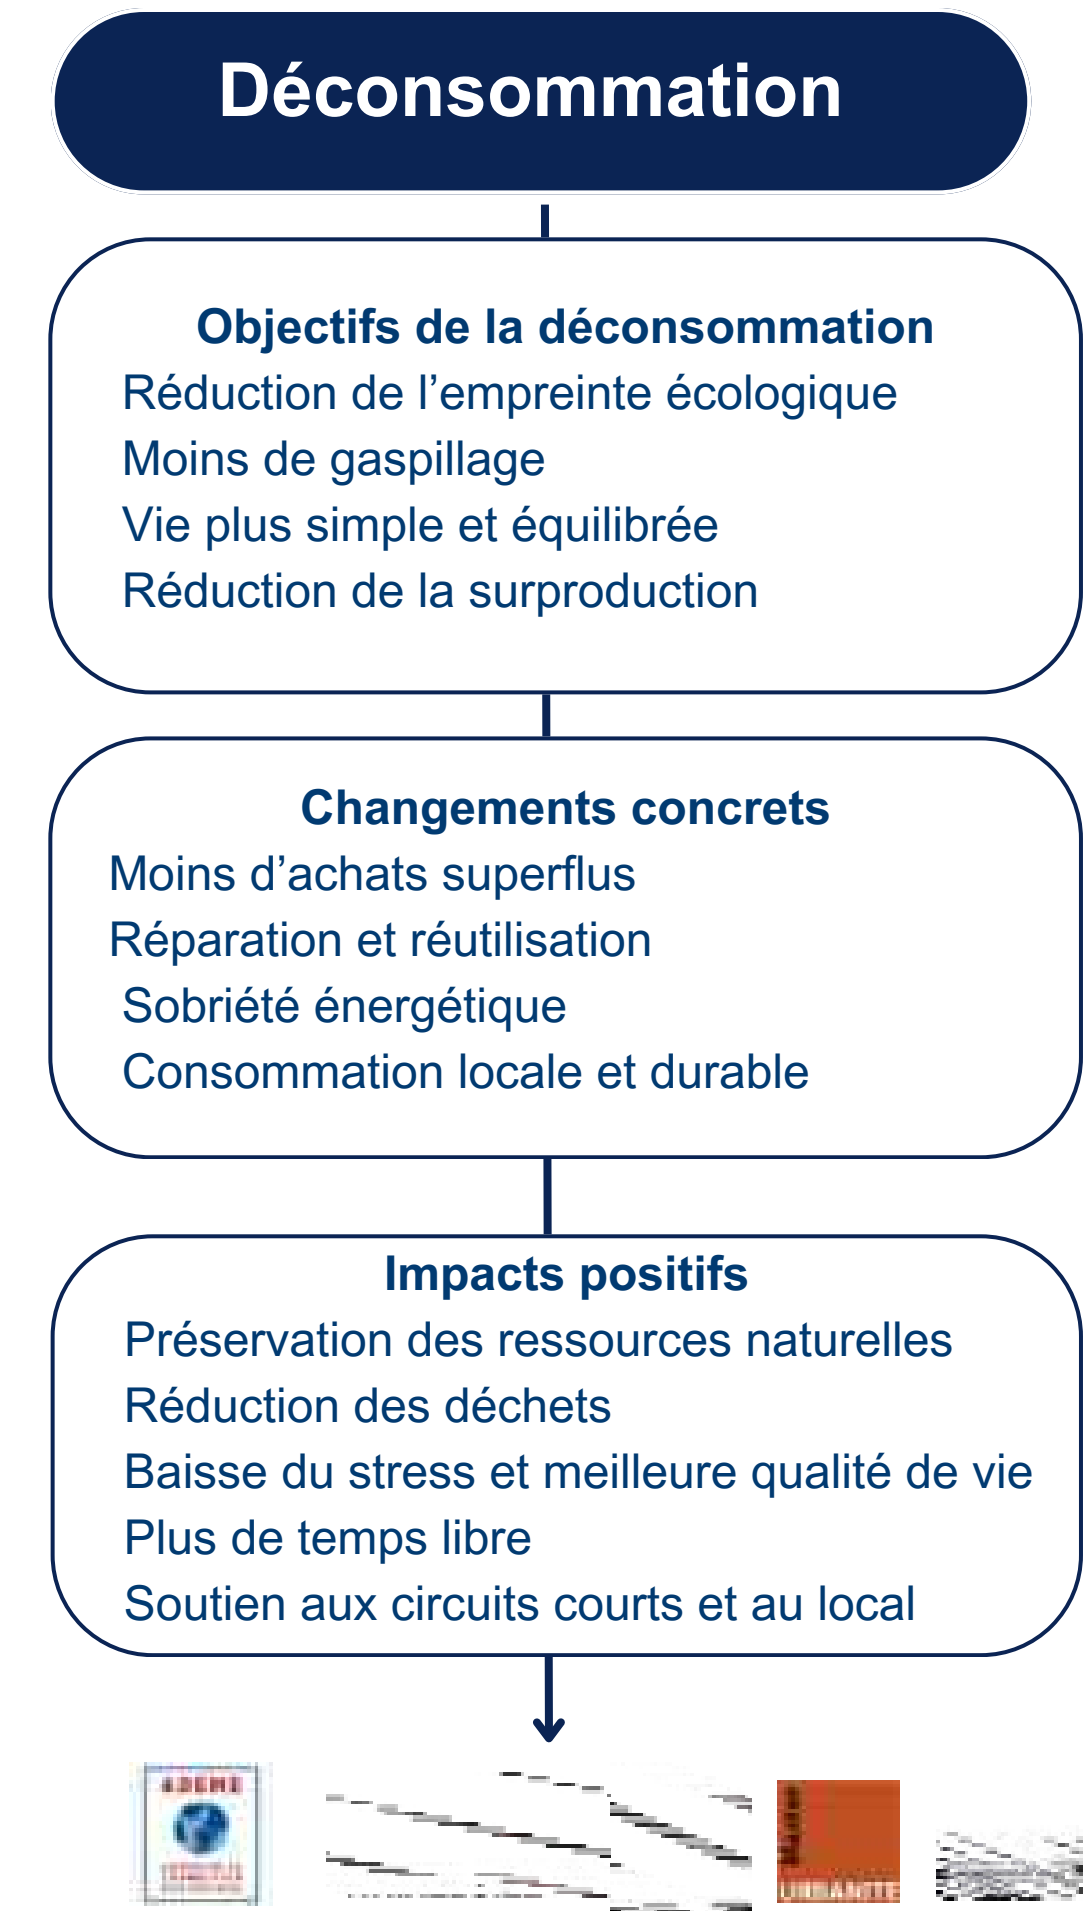 Déconsommation
Objectifs de la déconsommation
Réduction de l’empreinte écologique
Moins de gaspillage
Vie plus simple et équilibrée
Réduction de la surproduction
Changements concrets
Moins d’achats superflus
Réparation et réutilisation
Sobriété énergétique
Consommation locale et durable
Impacts positifs
Préservation des ressources naturelles
Réduction des déchets
Baisse du stress et meilleure qualité de vie
Plus de temps libre
Soutien aux circuits courts et au local
ADEME